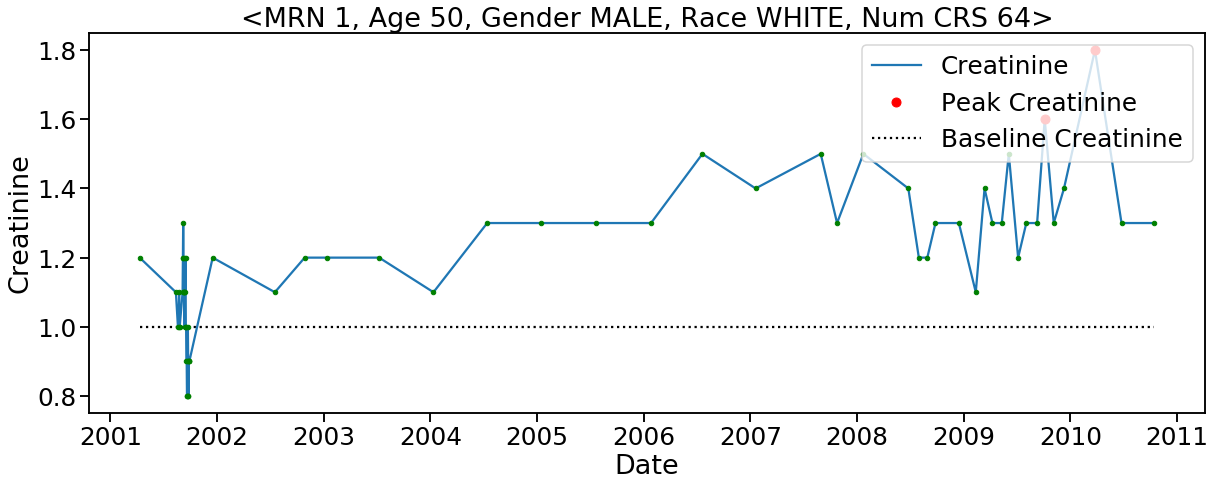 <MRN 1, Age 50, Gender MALE, Race WHITE, Num CRS 64>
Creatinine
Peak Creatinine
Baseline Creatinine
1.8
1.6
1.4
1.2
1.0
0.8
Creatinine
2001 2002 2003 2004 2005 2006 2007 2008 2009 2010 2011
Date